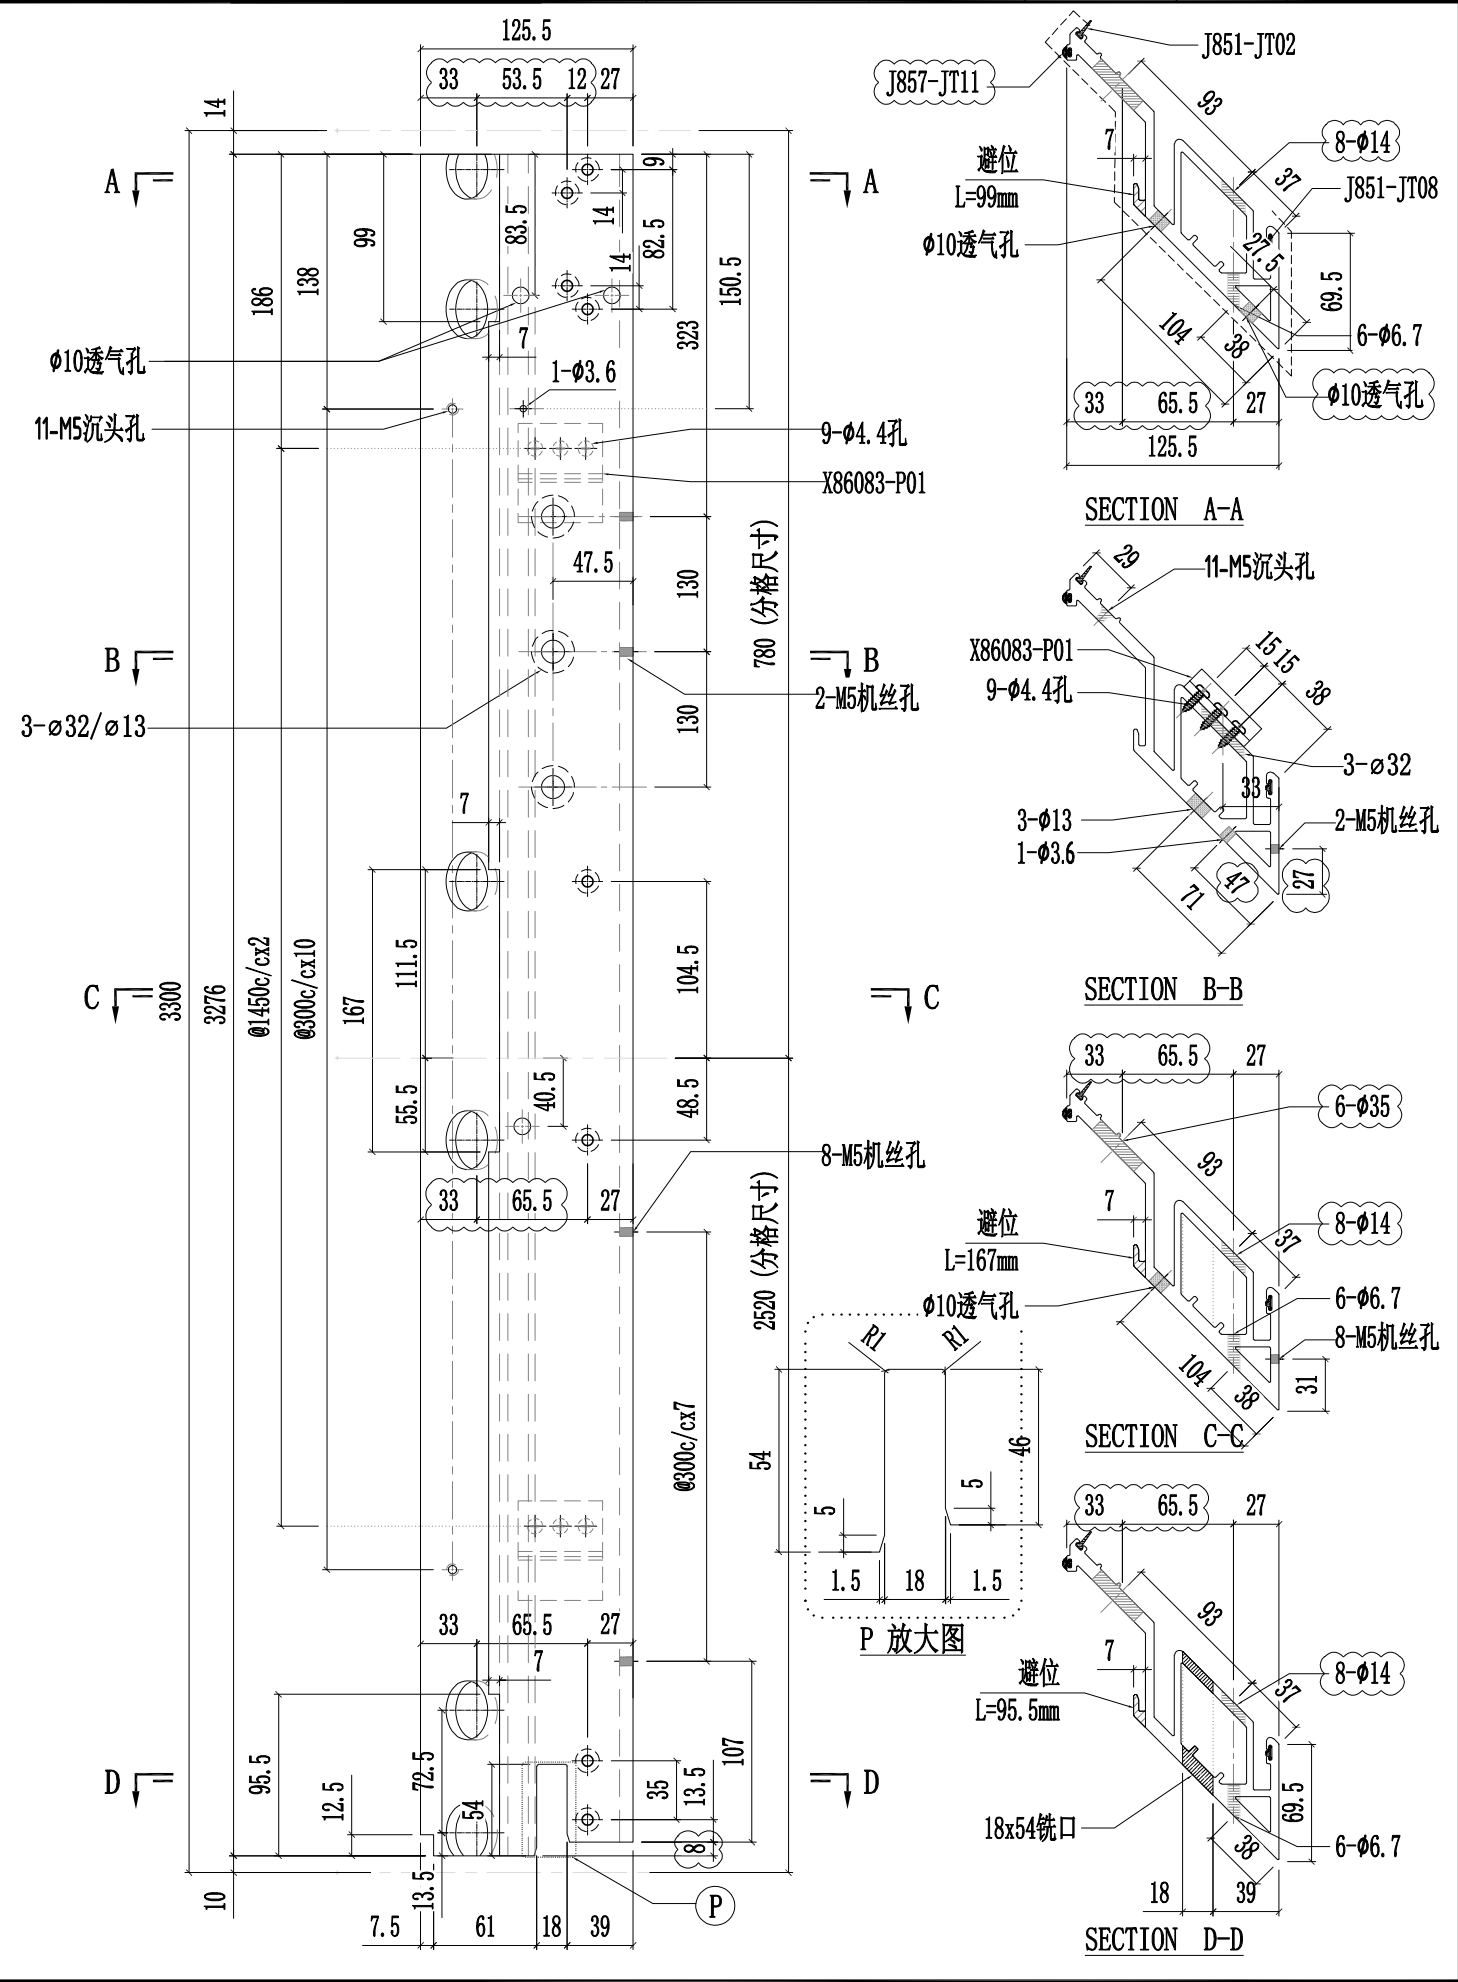 125.5
33 53.5 12 27
14
A A
9
83.5
14
82.5
99
138
186
14
150.5
323
7
Φ10透气孔
1-Φ3.6
11-M5沉头孔
9-Φ4.4孔
X86083-P01
47.5
130
780 (分格尺寸)
B B
2-M5机丝孔
3-⌀32/⌀13
130
7
C C
3300
3276
@1450c/cx2
@300c/cx10
167
111.5
104.5
55.5
40.5
48.5
8-M5机丝孔
33 65.5 27
2520 (分格尺寸)
@300c/cx7
33 65.5 27
7
107
95.5
12.5
72.5
54
35
13.5
8
D D
10
13.5
P
7.5 61 18 39
R1 R1
54
46
5
5
1.5 18 1.5
P 放大图
J851-JT02
J857-JT11
93
7
避位
L=99mm
8-Φ14
37
J851-JT08
Φ10透气孔
27.5
69.5
104
38
6-Φ6.7
Φ10透气孔
33 65.5 27
125.5
SECTION A-A
29
11-M5沉头孔
X86083-P01
9-Φ4.4孔
15
15
38
3-⌀32
33
3-Φ13
1-Φ3.6
2-M5机丝孔
47
71
27
SECTION B-B
33 65.5 27
6-Φ35
93
7
避位
L=167mm
8-Φ14
37
Φ10透气孔
6-Φ6.7
8-M5机丝孔
104
38
31
SECTION C-C
33 65.5 27
93
7
避位
L=95.5mm
8-Φ14
37
69.5
18x54铣口
6-Φ6.7
38
18 39
SECTION D-D